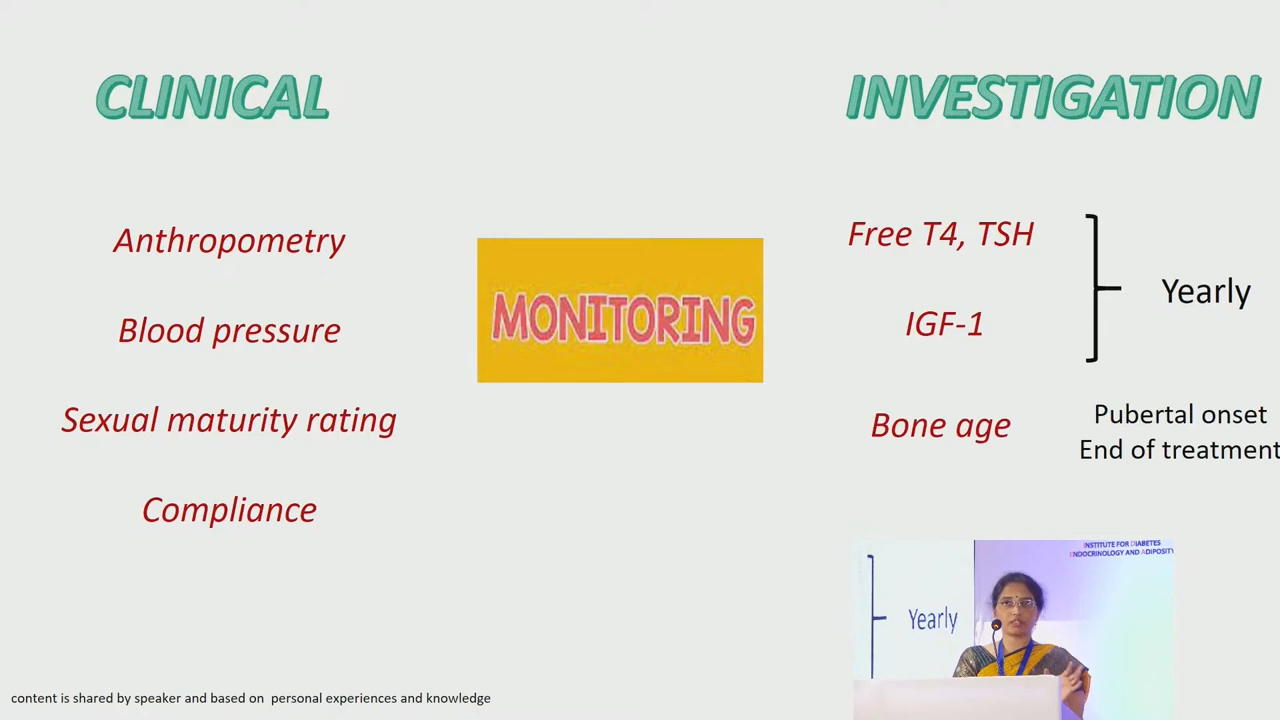 CLINICAL
INVESTIGATION
Anthropometry
Blood pressure
Sexual maturity rating
Compliance
MONITORING
Free T4, TSH
IGF-1
Yearly
Bone age
Pubertal onset
End of treatment
INSTITUTE FOR DIABETES
ENDOCRINOLOGY AND ADIPOSITY
Yearly
content is shared by speaker and based on personal experiences and knowledge